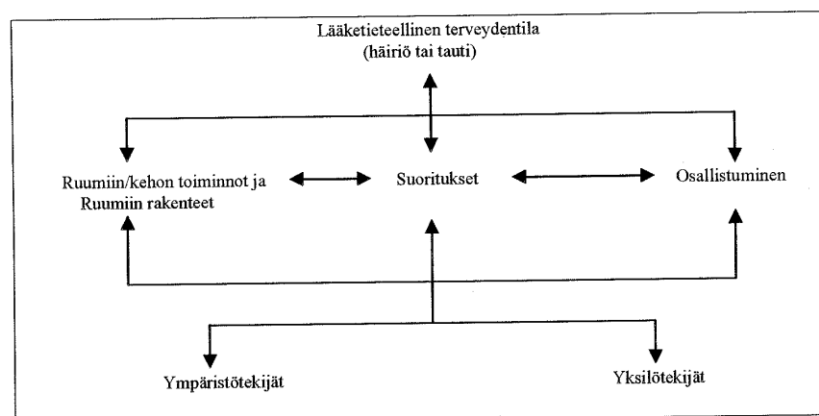 Lääketieteellinen terveydentila
(häiriö tai tauti)
Ruumiin/kehon toiminnot ja
Ruumiin rakenteet
Suoritukset
Osallistuminen
Ympäristötekijät
Yksilötekijät